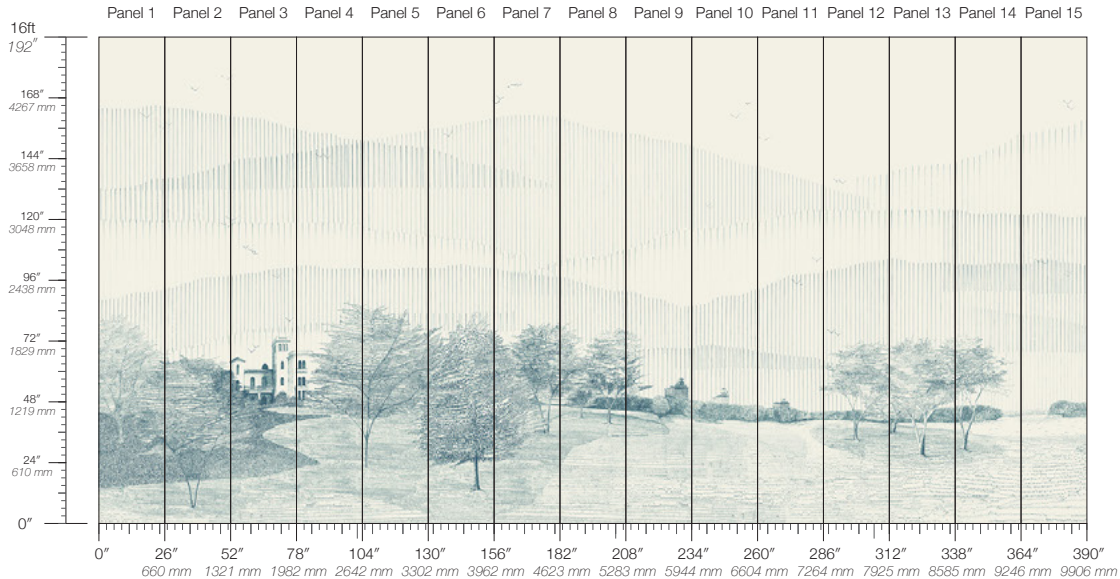 Panel 1 Panel 2 Panel 3 Panel 4 Panel 5 Panel 6 Panel 7 Panel 8 Panel 9 Panel 10 Panel 11 Panel 12 Panel 13 Panel 14 Panel 15
16ft
192″
168″
4267 mm
144″
3658 mm
120″
3048 mm
96″
2438 mm
72″
1829 mm
48″
1219 mm
24″
610 mm
0″
0″ 26″ 52″ 78″ 104″ 130″ 156″ 182″ 208″ 234″ 260″ 286″ 312″ 338″ 364″ 390″
660 mm 1321 mm 1982 mm 2642 mm 3302 mm 3962 mm 4623 mm 5283 mm 5944 mm 6604 mm 7264 mm 7925 mm 8585 mm 9246 mm 9906 mm